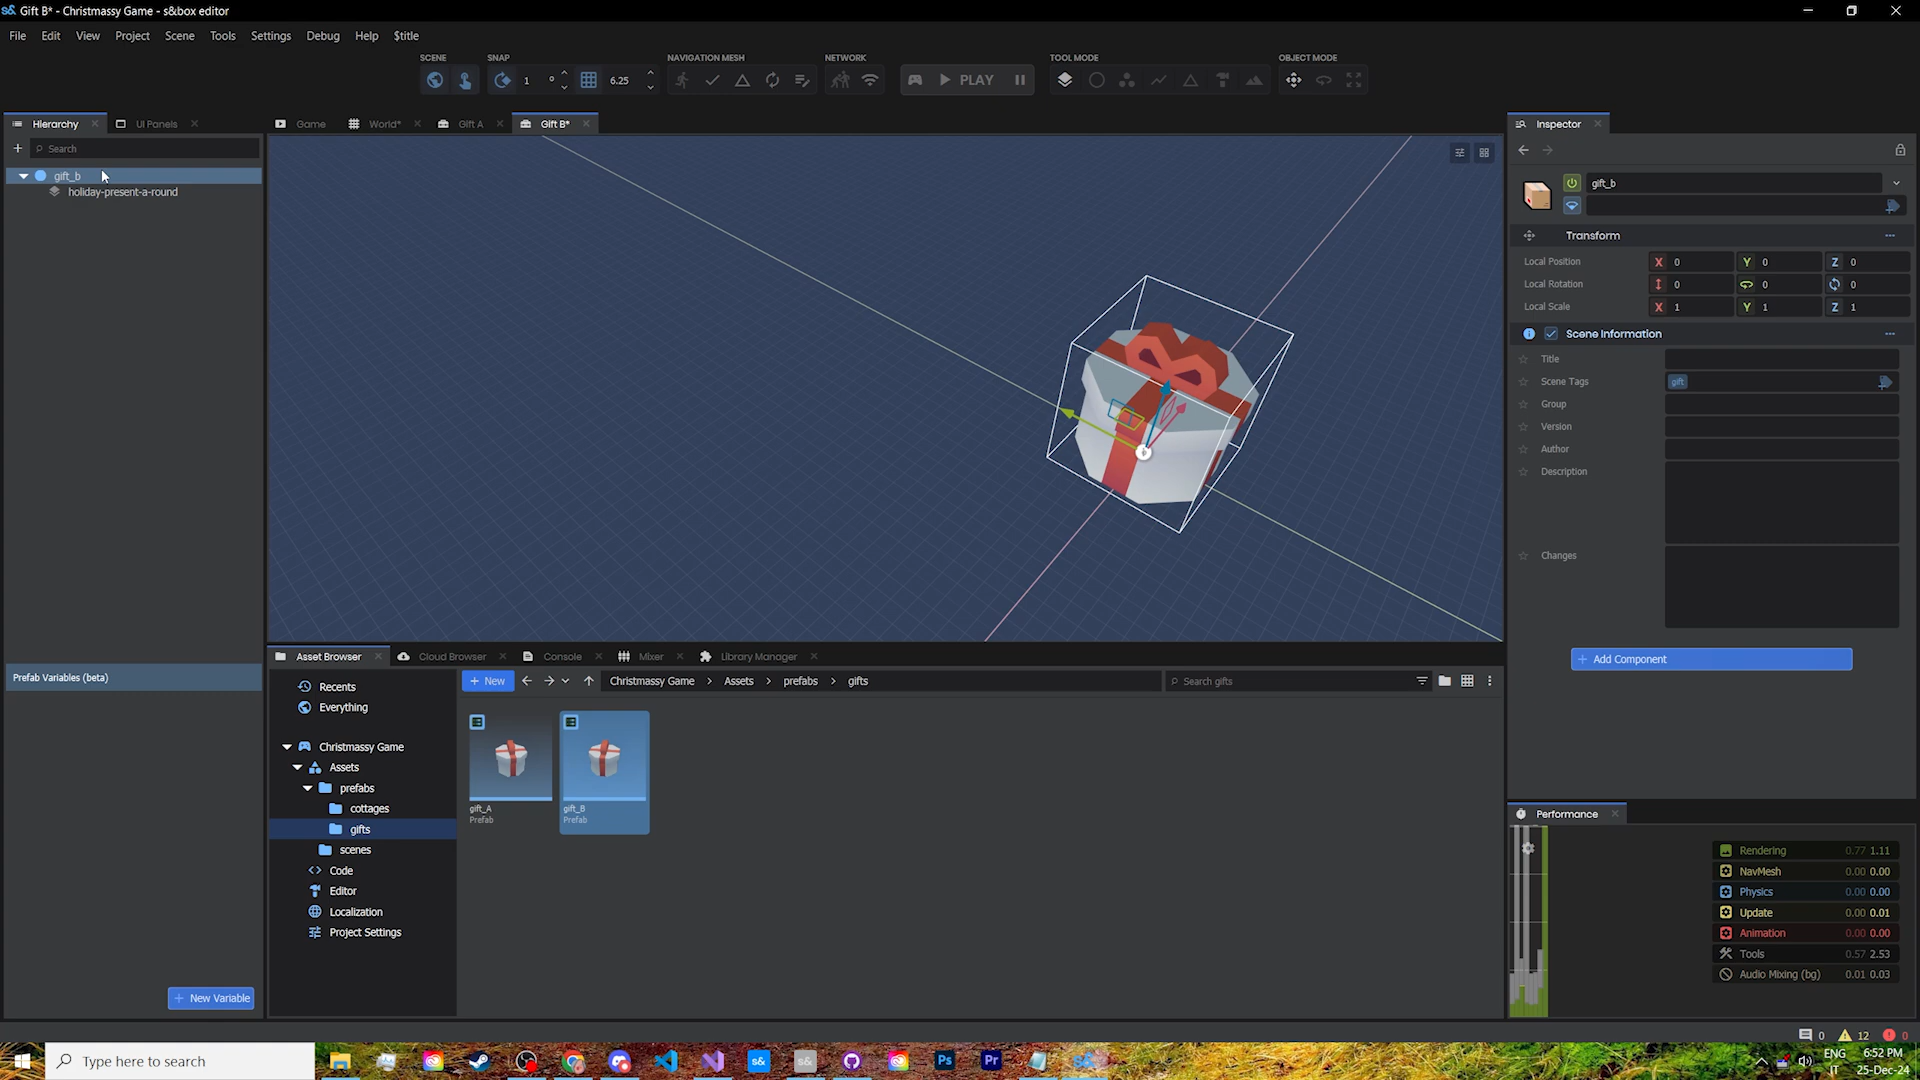 Gift B* - Christmassy Game - s&box editor
File Edit View Project Scene Tools Settings Debug Help $title
SCENE SNAP NAVIGATION MESH NETWORK TOOL MODE OBJECT MODE
1 ° 6.25 PLAY
Hierarchy UI Panels Game World* Gift A Gift B* Inspector
Search
gift_b
holiday-present-a-round
gift_b
Transform
Local Position X 0 Y 0 Z 0
Local Rotation 0 0 0
Local Scale X 1 Y 1 Z 1
Scene Information
Title
Scene Tags gift
Group
Version
Author
Description
Changes
Add Component
Asset Browser Cloud Browser Console Mixer Library Manager
Prefab Variables (beta)
New Variable
New Christmassy Game Assets prefabs gifts Search gifts
Recents
Everything
Christmassy Game
Assets
prefabs
cottages
gifts
scenes
Code
Editor
Localization
Project Settings
gift_A
Prefab
gift_B
Prefab
Performance
Rendering 0.77 1.11
NavMesh 0.00 0.00
Physics 0.00 0.00
Update 0.00 0.01
Animation 0.00 0.00
Tools 0.57 2.53
Audio Mixing (bg) 0.01 0.03
0 12 0
Type here to search
s& s& Ps Pr
ENG 6:52 PM
IT 25-Dec-24